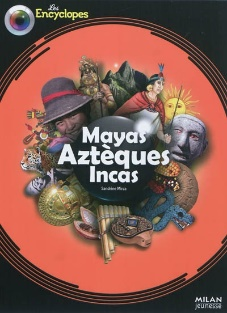 Les
Encyclopes
Mayas
Aztèques
Incas
Sandrine Mirza
MILAN
jeunesse